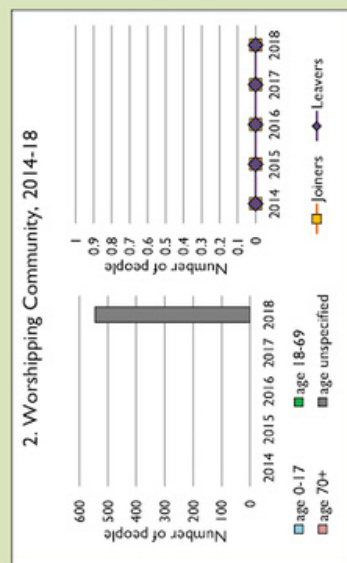 2. Worshipping Community, 2014-18
Number of people
600
500
400
300
200
100
0
2014 2015 2016 2017 2018
age 0-17
age 18-69
age 70+
age unspecified
Number of people
1
0.9
0.8
0.7
0.6
0.5
0.4
0.3
0.2
0.1
0
2014 2015 2016 2017 2018
Joiners
Leavers